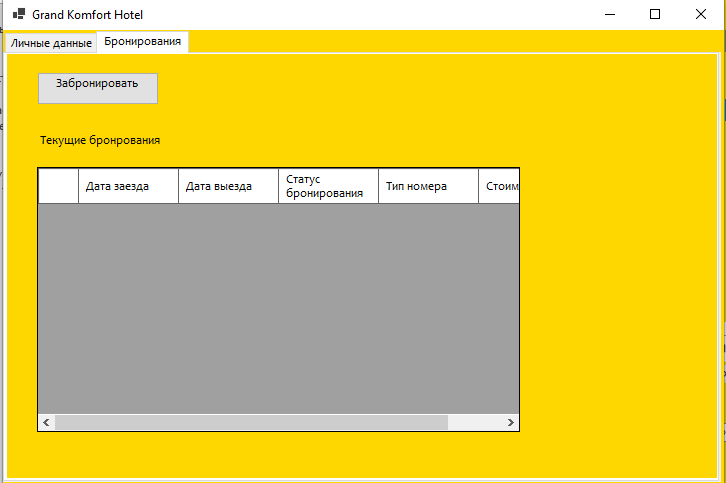 Grand Komfort Hotel
Личные данные Бронирования
Забронировать
Текущие бронрования
Дата заезда Дата выезда Статус бронирования Тип номера Стоим